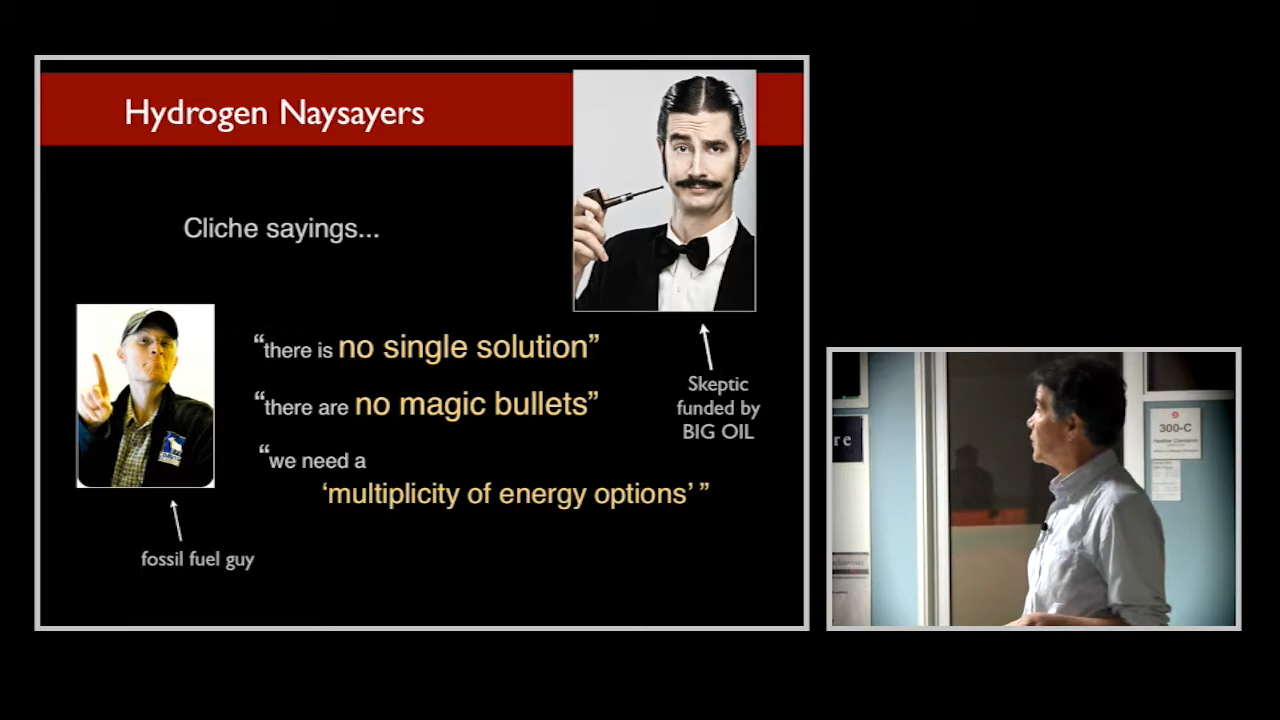 Hydrogen Naysayers
Cliche sayings...
“there is no single solution”
“there are no magic bullets”
“we need a
‘multiplicity of energy options’ ”
Skeptic
funded by
BIG OIL
fossil fuel guy
re
300-C